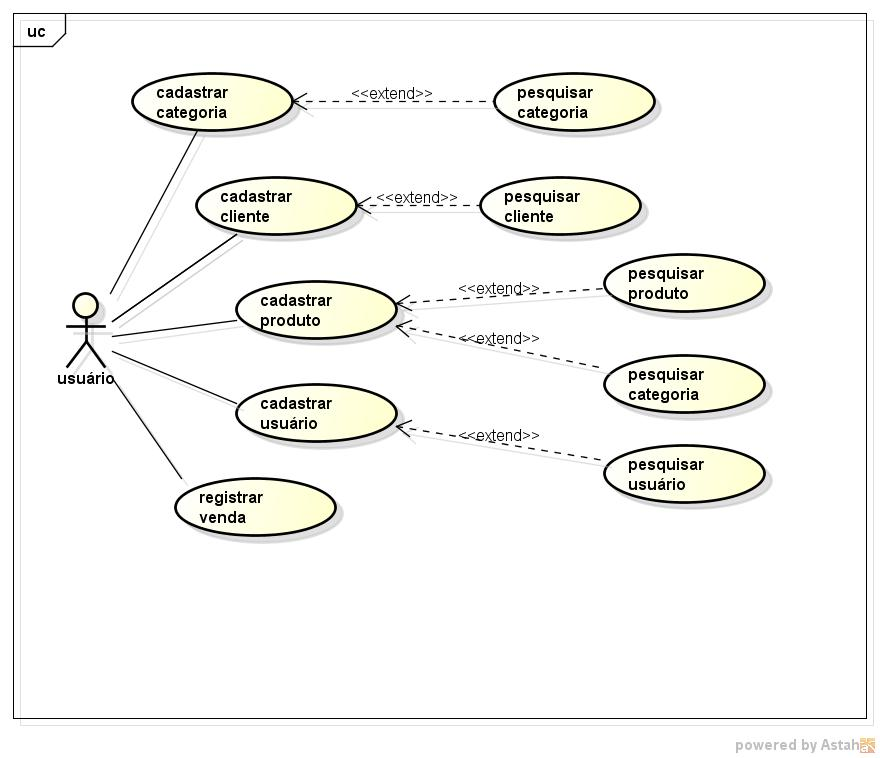 uc
cadastrar
categoria
<<extend>>
pesquisar
categoria
cadastrar
cliente
<<extend>>
pesquisar
cliente
cadastrar
produto
<<extend>>
pesquisar
produto
<<extend>>
pesquisar
categoria
usuário
cadastrar
usuário
<<extend>>
pesquisar
usuário
registrar
venda
powered by Astah